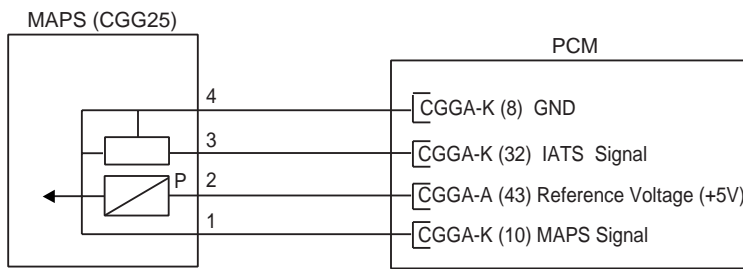 MAPS (CGG25)
PCM
4
CGGA-K (8) GND
3
CGGA-K (32) IATS Signal
P
2
CGGA-A (43) Reference Voltage (+5V)
1
CGGA-K (10) MAPS Signal